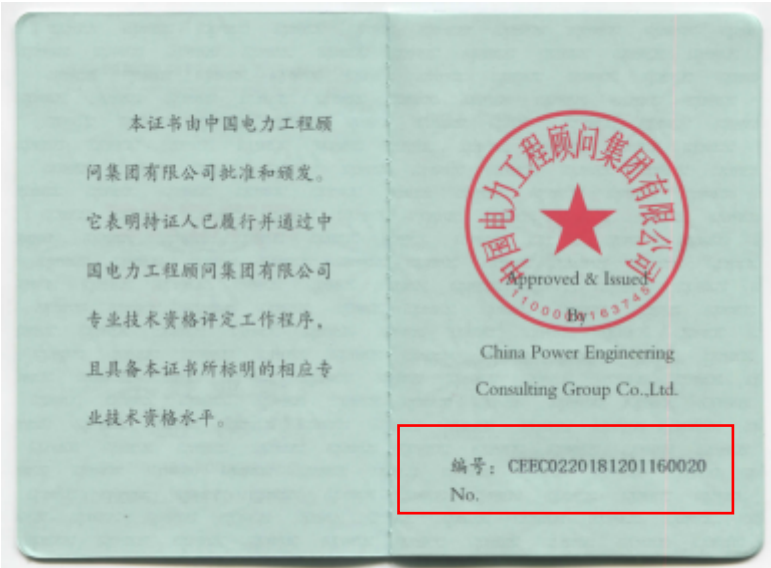 本证书由中国电力工程顾
问集团有限公司批准和颁发。
它表明持证人已履行并通过中
国电力工程顾问集团有限公司
专业技术资格评定工作程序，
且具备本证书所标明的相应专
业技术资格水平。
中国电力工程顾问集团有限公司
Approved & Issued
By
China Power Engineering
Consulting Group Co.,Ltd.
编号：CEEC0220181201160020
No.